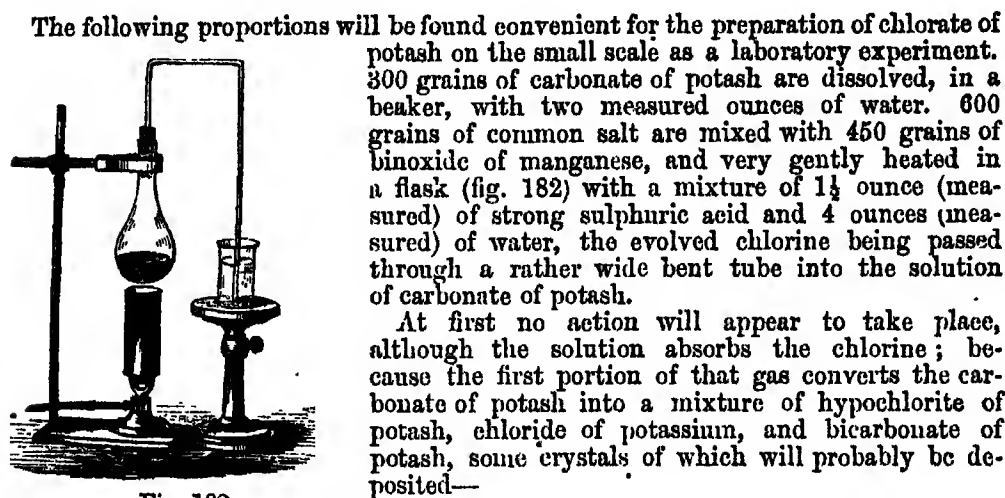 The following proportions will be found convenient for the preparation of chlorate of
potash on the small scale as a laboratory experiment.
300 grains of carbonate of potash are dissolved, in a
beaker, with two measured ounces of water. 600
grains of common salt are mixed with 450 grains of
binoxide of manganese, and very gently heated in
a flask (fig. 182) with a mixture of 1½ ounce (mea-
sured) of strong sulphuric acid and 4 ounces (mea-
sured) of water, the evolved chlorine being passed
through a rather wide bent tube into the solution
of carbonate of potash.
At first no action will appear to take place,
although the solution absorbs the chlorine; be-
cause the first portion of that gas converts the car-
bonate of potash into a mixture of hypochlorite of
potash, chloride of potassium, and bicarbonate of
potash, some crystals of which will probably be de-
posited—
Fig. 182